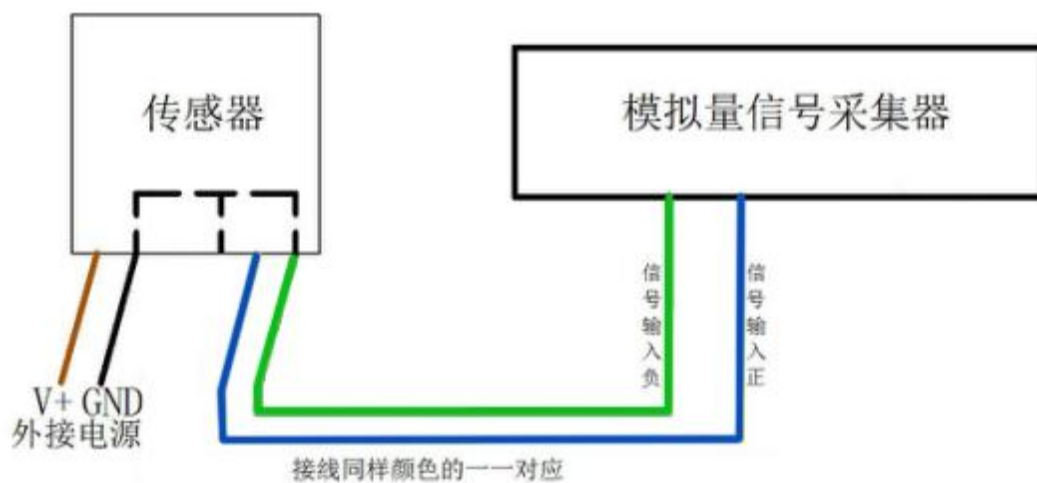 传感器
模拟量信号采集器
信号输入负
信号输入正
V+ GND
外接电源
接线同样颜色的一一对应